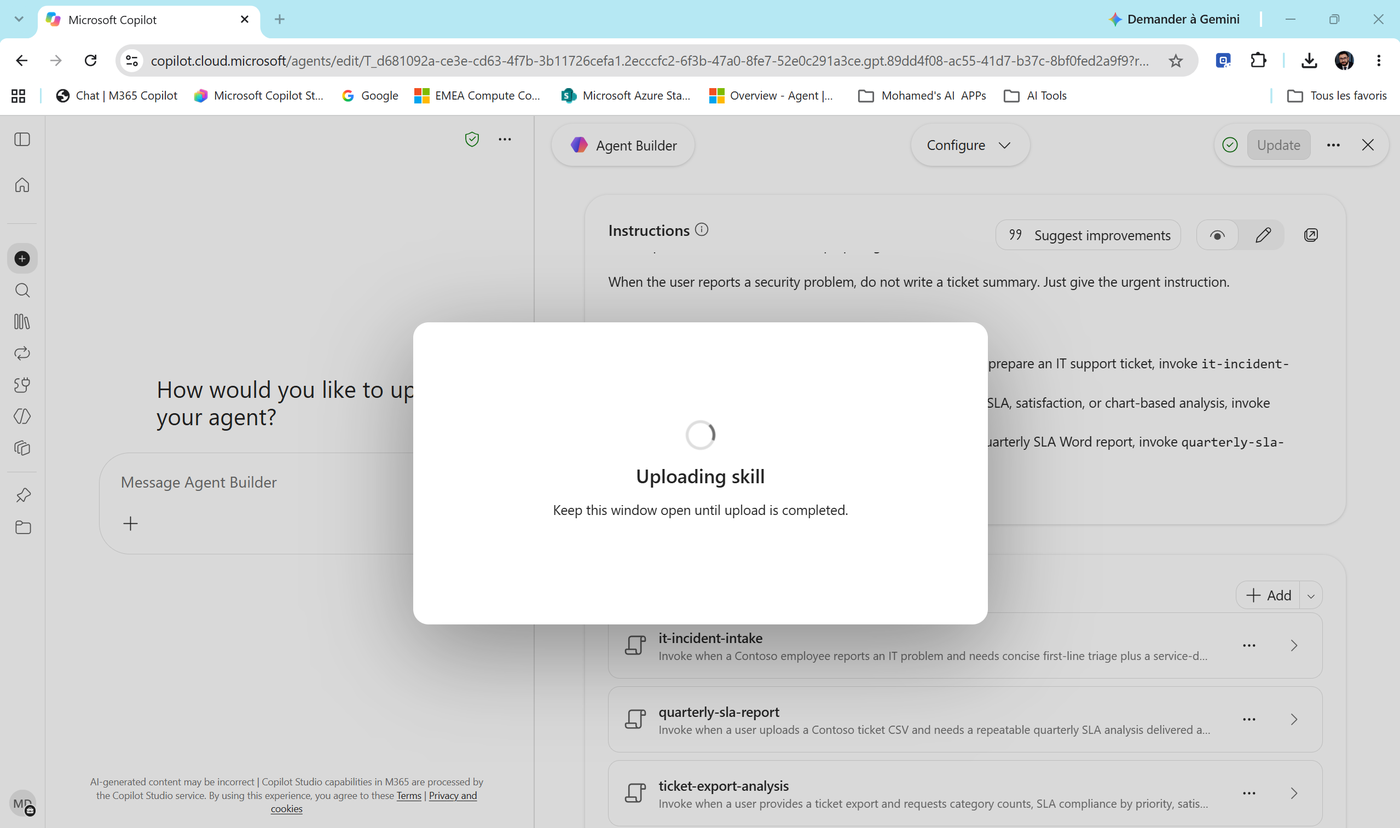 Microsoft Copilot
Demander à Gemini
copilot.cloud.microsoft/agents/edit/T_d681092a-ce3e-cd63-4f7b-3b11726cefa1.2ecccfc2-6f3b-47a0-8fe7-52e0c291a3ce.gpt.89dd4f08-ac55-41d7-b37c-8bf0fed2a9f9?r...
Chat | M365 Copilot
Microsoft Copilot St...
Google
EMEA Compute Co...
Microsoft Azure Sta...
Overview - Agent |...
Mohamed's AI APPs
AI Tools
Tous les favoris
Agent Builder
Configure
Update
Instructions
Suggest improvements
When the user reports a security problem, do not write a ticket summary. Just give the urgent instruction.
prepare an IT support ticket, invoke it-incident-
SLA, satisfaction, or chart-based analysis, invoke
SLA Word report, invoke quarterly-sla-
How would you like to up
your agent?
Message Agent Builder
Uploading skill
Keep this window open until upload is completed.
Add
it-incident-intake
Invoke when a Contoso employee reports an IT problem and needs concise first-line triage plus a service-d...
quarterly-sla-report
Invoke when a user uploads a Contoso ticket CSV and needs a repeatable quarterly SLA analysis delivered a...
ticket-export-analysis
Invoke when a user provides a ticket export and requests category counts, SLA compliance by priority, satis...
AI-generated content may be incorrect | Copilot Studio capabilities in M365 are processed by
the Copilot Studio service. By using this experience, you agree to these Terms | Privacy and
cookies